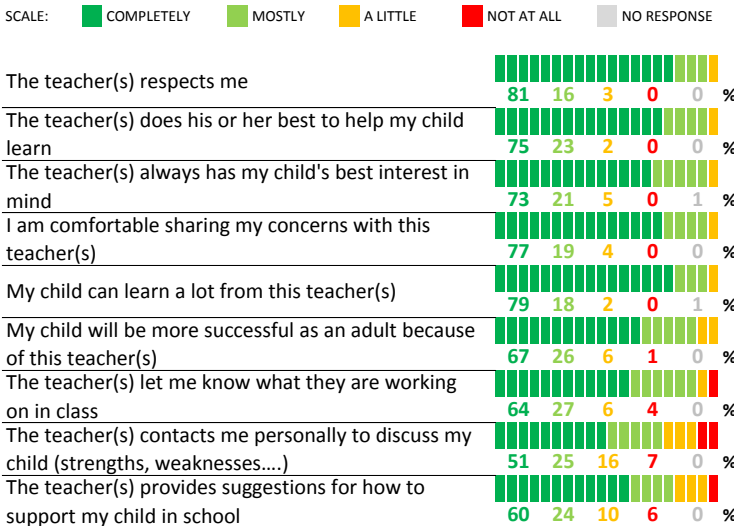 SCALE: COMPLETELY MOSTLY A LITTLE NOT AT ALL NO RESPONSE
The teacher(s) respects me
81 16 3 0 0 %
The teacher(s) does his or her best to help my child
learn
75 23 2 0 0 %
The teacher(s) always has my child's best interest in
mind
73 21 5 0 1 %
I am comfortable sharing my concerns with this
teacher(s)
77 19 4 0 0 %
My child can learn a lot from this teacher(s)
79 18 2 0 1 %
My child will be more successful as an adult because
of this teacher(s)
67 26 6 1 0 %
The teacher(s) let me know what they are working
on in class
64 27 6 4 0 %
The teacher(s) contacts me personally to discuss my
child (strengths, weaknesses....)
51 25 16 7 0 %
The teacher(s) provides suggestions for how to
support my child in school
60 24 10 6 0 %